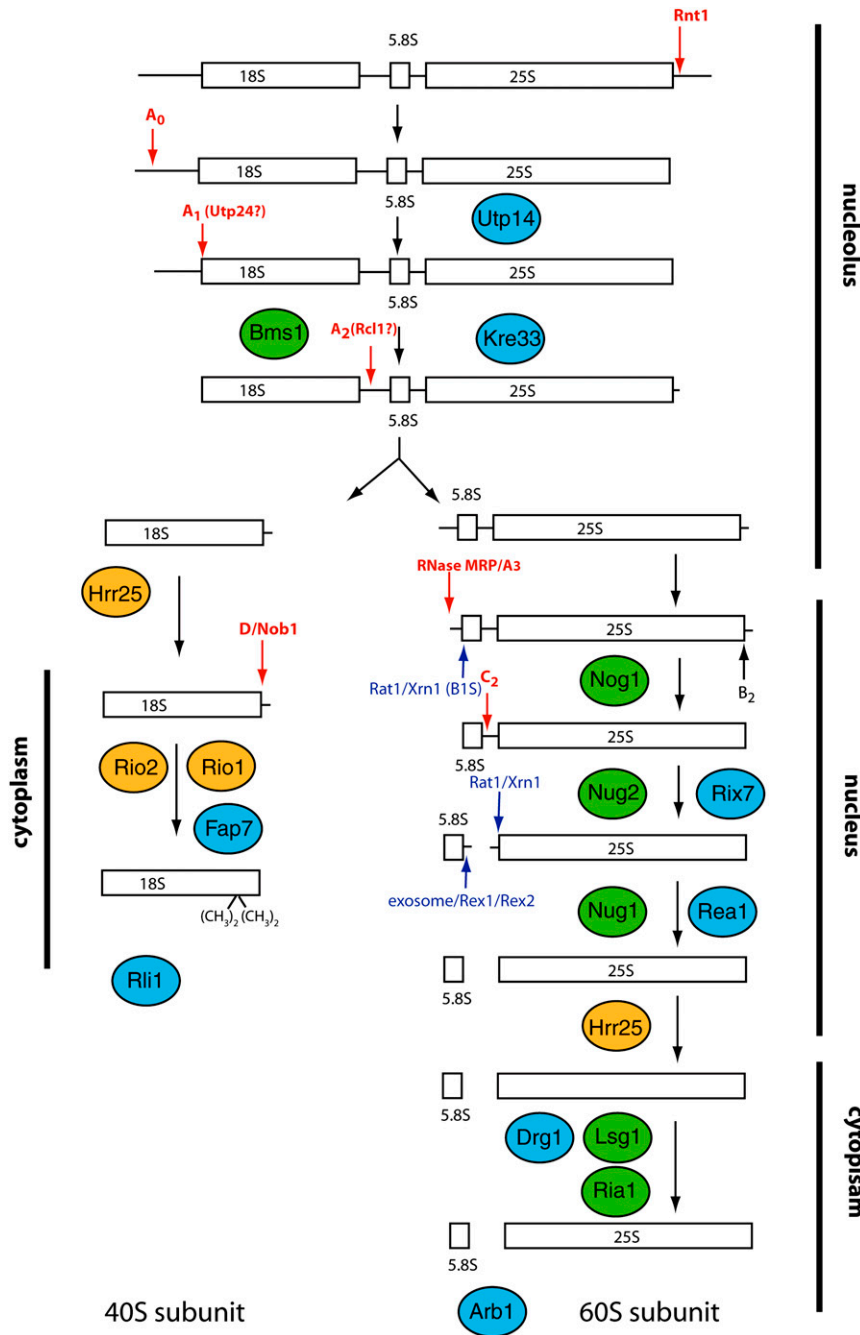 5.8S
Rnt1
18S
25S
A0
18S
25S
5.8S
Utp14
A1 (Utp24?)
18S
25S
5.8S
Bms1
A2(Rcl1?)
Kre33
18S
25S
5.8S
nucleolus
18S
Hrr25
D/Nob1
18S
Rio2
Rio1
Fap7
18S
(CH3)2 (CH3)2
Rli1
cytoplasm
5.8S
25S
RNase MRP/A3
25S
Rat1/Xrn1 (B1S)
C2
Nog1
B2
25S
5.8S
Rat1/Xrn1
Nug2
Rix7
5.8S
25S
exosome/Rex1/Rex2
Nug1
Rea1
25S
5.8S
Hrr25
nucleus
5.8S
Drg1
Lsg1
Ria1
25S
5.8S
cytopisam
40S subunit
Arb1
60S subunit